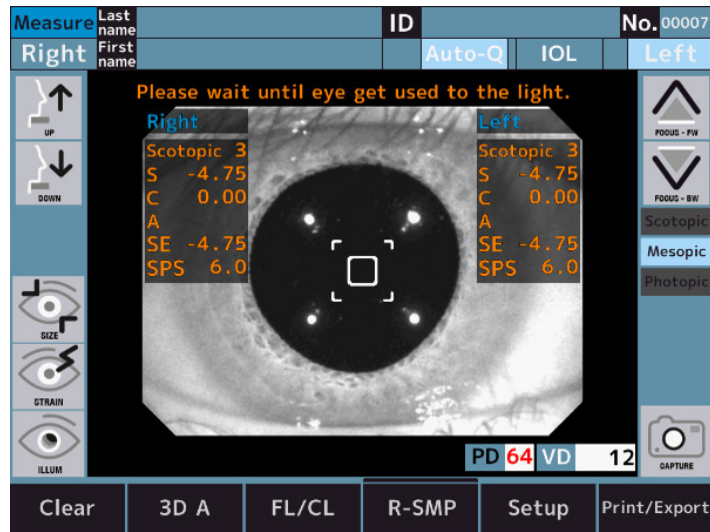 Measure Last name ID No. 00007
Right First name Auto-Q IOL Left
Please wait until eye get used to the light.
UP
DOWN
SIZE
STRAIN
ILLUM
Right
Scotopic 3
S -4.75
C 0.00
A
SE -4.75
SPS 6.0
Left
Scotopic 3
S -4.75
C 0.00
A
SE -4.75
SPS 6.0
FOCUS - FW
FOCUS - BW
Scotopic
Mesopic
Photopic
CAPTURE
PD 64 VD 12
Clear 3D A FL/CL R-SMP Setup Print/Export